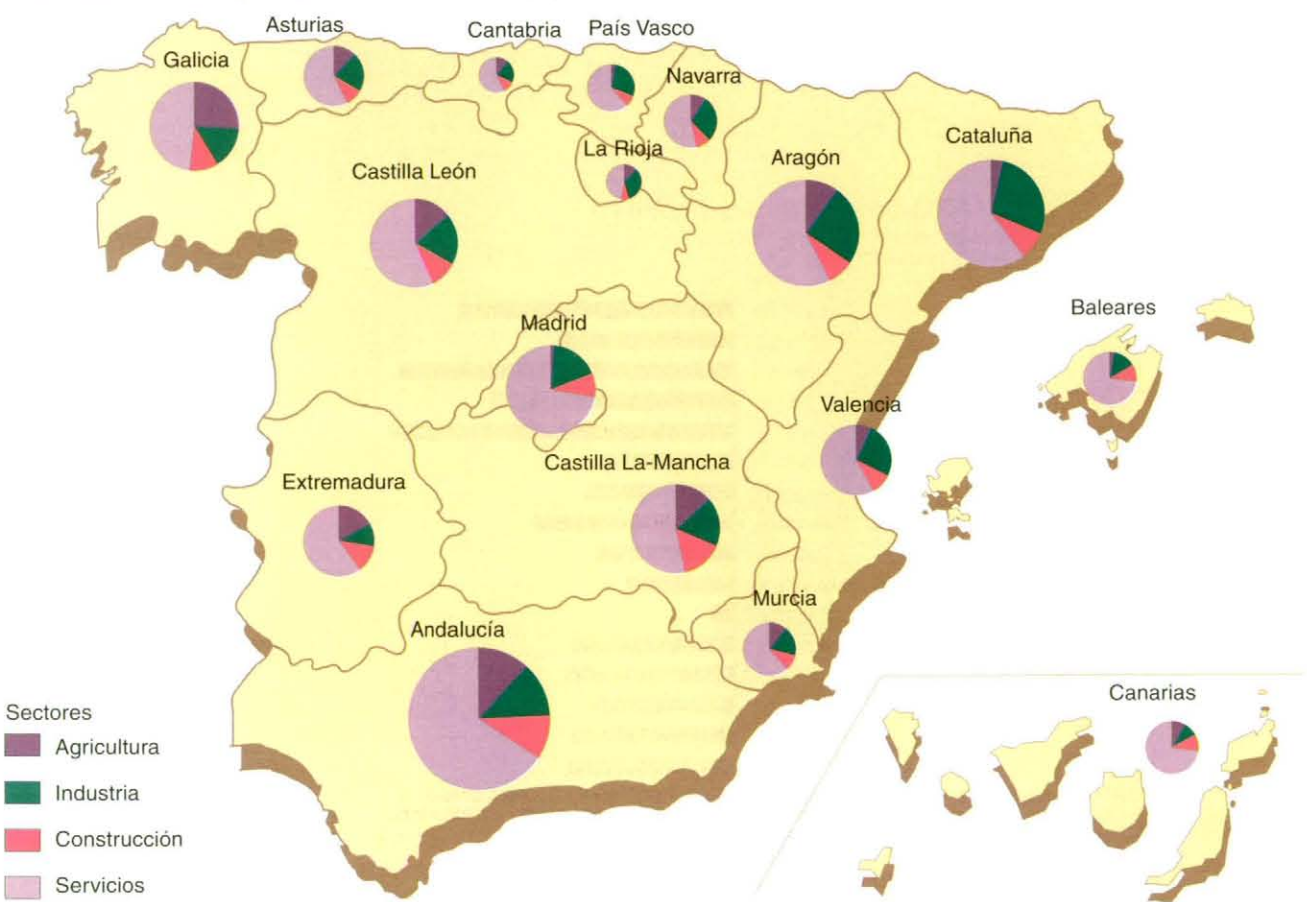 Asturias
Cantabria
País Vasco
Galicia
Navarra
La Rioja
Cataluña
Aragón
Castilla León
Baleares
Madrid
Valencia
Castilla La-Mancha
Extremadura
Murcia
Andalucía
Canarias
Sectores
Agricultura
Industria
Construcción
Servicios